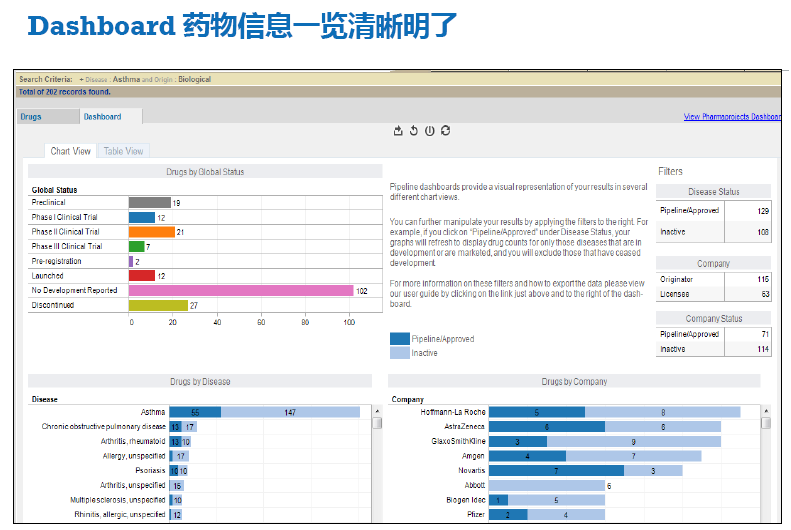 Dashboard 药物信息一览清晰明了
Search Criteria: + Disease : Asthma and Origin : Biological
Total of 202 records found.
Drugs
Dashboard
View Pharmaprojects Dashboar
Chart View
Table View
Drugs by Global Status
Global Status
Preclinical 19
Phase I Clinical Trial 12
Phase II Clinical Trial 21
Phase III Clinical Trial 7
Pre-registration 2
Launched 12
No Development Reported 102
Discontinued 27
0 20 40 60 80 100
Pipeline dashboards provide a visual representation of your results in several
different chart views.
You can further manipulate your results by applying the filters to the right. For
example, if you click on "Pipeline/Approved" under Disease Status, your
graphs will refresh to display drug counts for only those diseases that are in
development or are marketed, and you will exclude those that have ceased
development.
For more information on these filters and how to export the data please view
our user guide by clicking on the link just above and to the right of the dash-
board.
Pipeline/Approved
Inactive
Filters
Disease Status
Pipeline/Approved 129
Inactive 108
Company
Originator 116
Licensee 63
Company Status
Pipeline/Approved 71
Inactive 114
Drugs by Disease
Disease
Asthma 55 147
Chronic obstructive pulmonary disease 13 17
Arthritis, rheumatoid 13 10
Allergy, unspecified 17
Psoriasis 10 10
Arthritis, unspecified 15
Multiple sclerosis, unspecified 10
Rhinitis, allergic, unspecified 12
Drugs by Company
Company
Hoffmann-La Roche 5 8
AstraZeneca 6 6
GlaxoSmithKline 3 9
Amgen 4 7
Novartis 7 3
Abbott 6
Biogen Idec 1 5
Pfizer 2 4